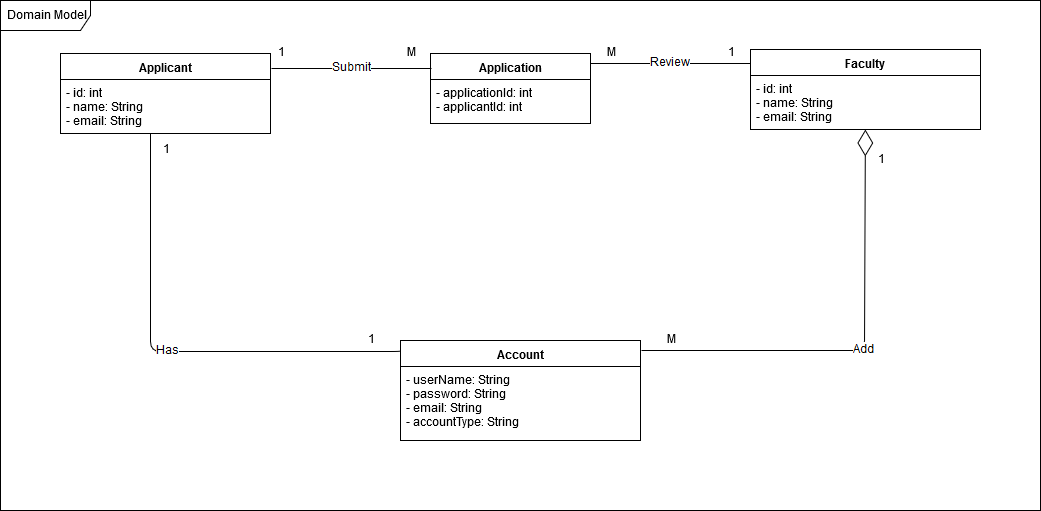 Domain Model
1
M
M
1
Applicant
Submit
Application
Review
Faculty
- id: int
- name: String
- email: String
- applicationId: int
- applicantId: int
- id: int
- name: String
- email: String
1
1
1
M
Has
Account
Add
- userName: String
- password: String
- email: String
- accountType: String